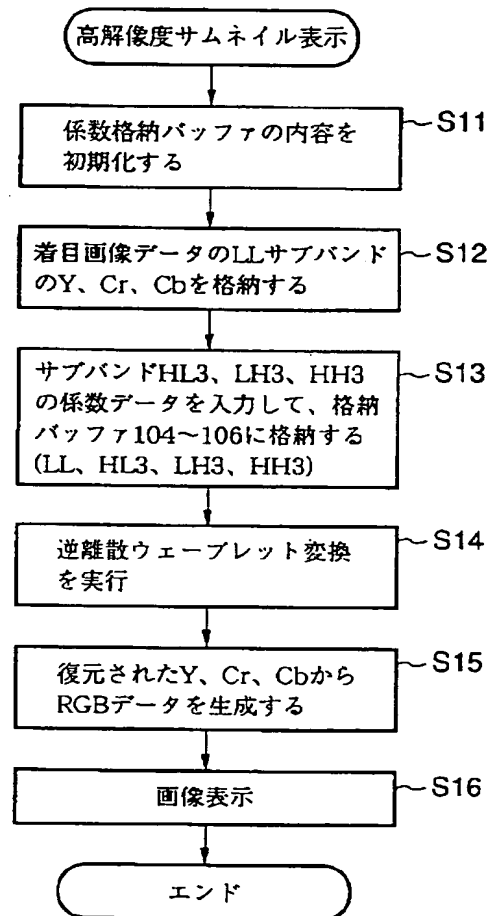 高解像度サムネイル表示
係数格納バッファの内容を
初期化する
S11
着目画像データのLLサブバンド
のY、Cr、Cbを格納する
S12
サブバンドHL3、LH3、HH3
の係数データを入力して、格納
バッファ104～106に格納する
(LL、HL3、LH3、HH3)
S13
逆離散ウェーブレット変換
を実行
S14
復元されたY、Cr、Cbから
RGBデータを生成する
S15
画像表示
S16
エンド